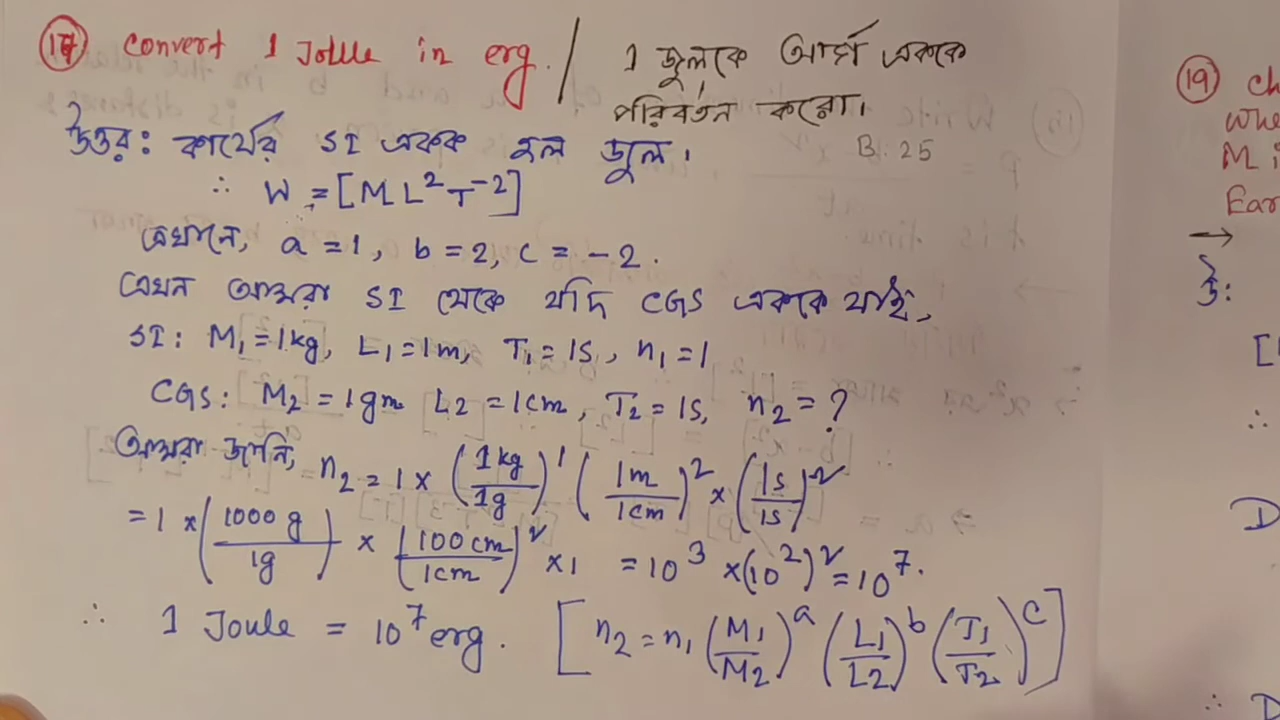 (17) Convert 1 Joule in erg. / 1 জুলকে আর্গ এককে
পরিবর্তন করো।
উত্তর: কার্যের SI একক হল জুল। B.25
∴ W = [ML²T⁻²]
এখানে, a = 1, b = 2, c = -2.
এখন আমরা SI থেকে যদি CGS এককে যাই,
SI: M₁ = 1kg, L₁ = 1m, T₁ = 1s, n₁ = 1
CGS: M₂ = 1gm L₂ = 1cm, T₂ = 1s, n₂ = ?
আমরা জানি, n₂ = 1 × (1kg/1g)¹ (1m/1cm)² × (1s/1s)²
= 1 × (1000 g/1g) × (100 cm/1cm)² × 1 = 10³ × (10²)² = 10⁷.
∴ 1 Joule = 10⁷ erg. [n₂ = n₁ (M₁/M₂)ᵃ (L₁/L₂)ᵇ (T₁/T₂)ᶜ]
(19) Ch
Whe
M i
Ear
→
উ:
[
∴
D
∴ D